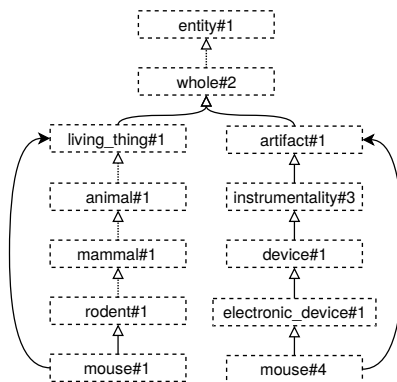 entity#1
whole#2
living_thing#1
artifact#1
animal#1
instrumentality#3
mammal#1
device#1
rodent#1
electronic_device#1
mouse#1
mouse#4